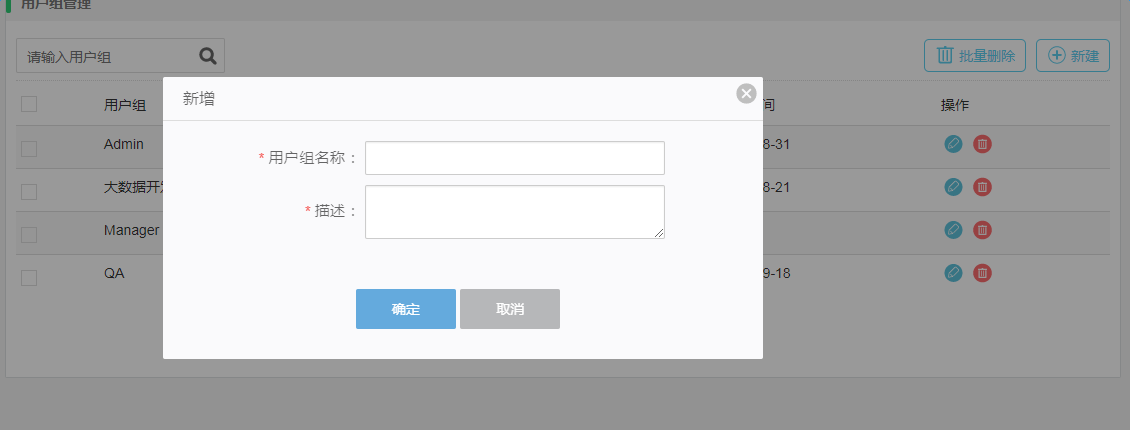 用户组管理
请输入用户组
批量删除
新建
用户组
间
操作
Admin
8-31
大数据开发
8-21
Manager
QA
9-18
新增
* 用户组名称：
* 描述：
确定
取消